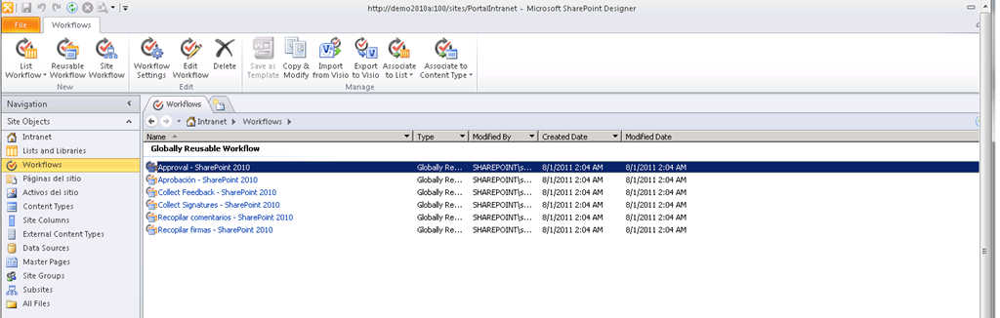 http://demo2010a:100/sites/PortalIntranet - Microsoft SharePoint Designer
File Workflows
List Workflow Reusable Workflow Site Workflow Workflow Settings Edit Workflow Delete Save as Template Copy & Modify Import from Visio Export to Visio Associate to List Associate to Content Type
New Edit Manage
Navigation Workflows
Site Objects Intranet Workflows
Name Type Modified By Created Date Modified Date
Globally Reusable Workflow
Approval - SharePoint 2010 Globally Re... SHAREPOINT\s... 8/1/2011 2:04 AM 8/1/2011 2:04 AM
Aprobación - SharePoint 2010 Globally Re... SHAREPOINT\s... 8/1/2011 2:04 AM 8/1/2011 2:04 AM
Collect Feedback - SharePoint 2010 Globally Re... SHAREPOINT\s... 8/1/2011 2:04 AM 8/1/2011 2:04 AM
Collect Signatures - SharePoint 2010 Globally Re... SHAREPOINT\s... 8/1/2011 2:04 AM 8/1/2011 2:04 AM
Recopilar comentarios - SharePoint 2010 Globally Re... SHAREPOINT\s... 8/1/2011 2:04 AM 8/1/2011 2:04 AM
Recopilar firmas - SharePoint 2010 Globally Re... SHAREPOINT\s... 8/1/2011 2:04 AM 8/1/2011 2:04 AM
Intranet
Lists and Libraries
Workflows
Páginas del sitio
Activos del sitio
Content Types
Site Columns
External Content Types
Data Sources
Master Pages
Site Groups
Subsites
All Files